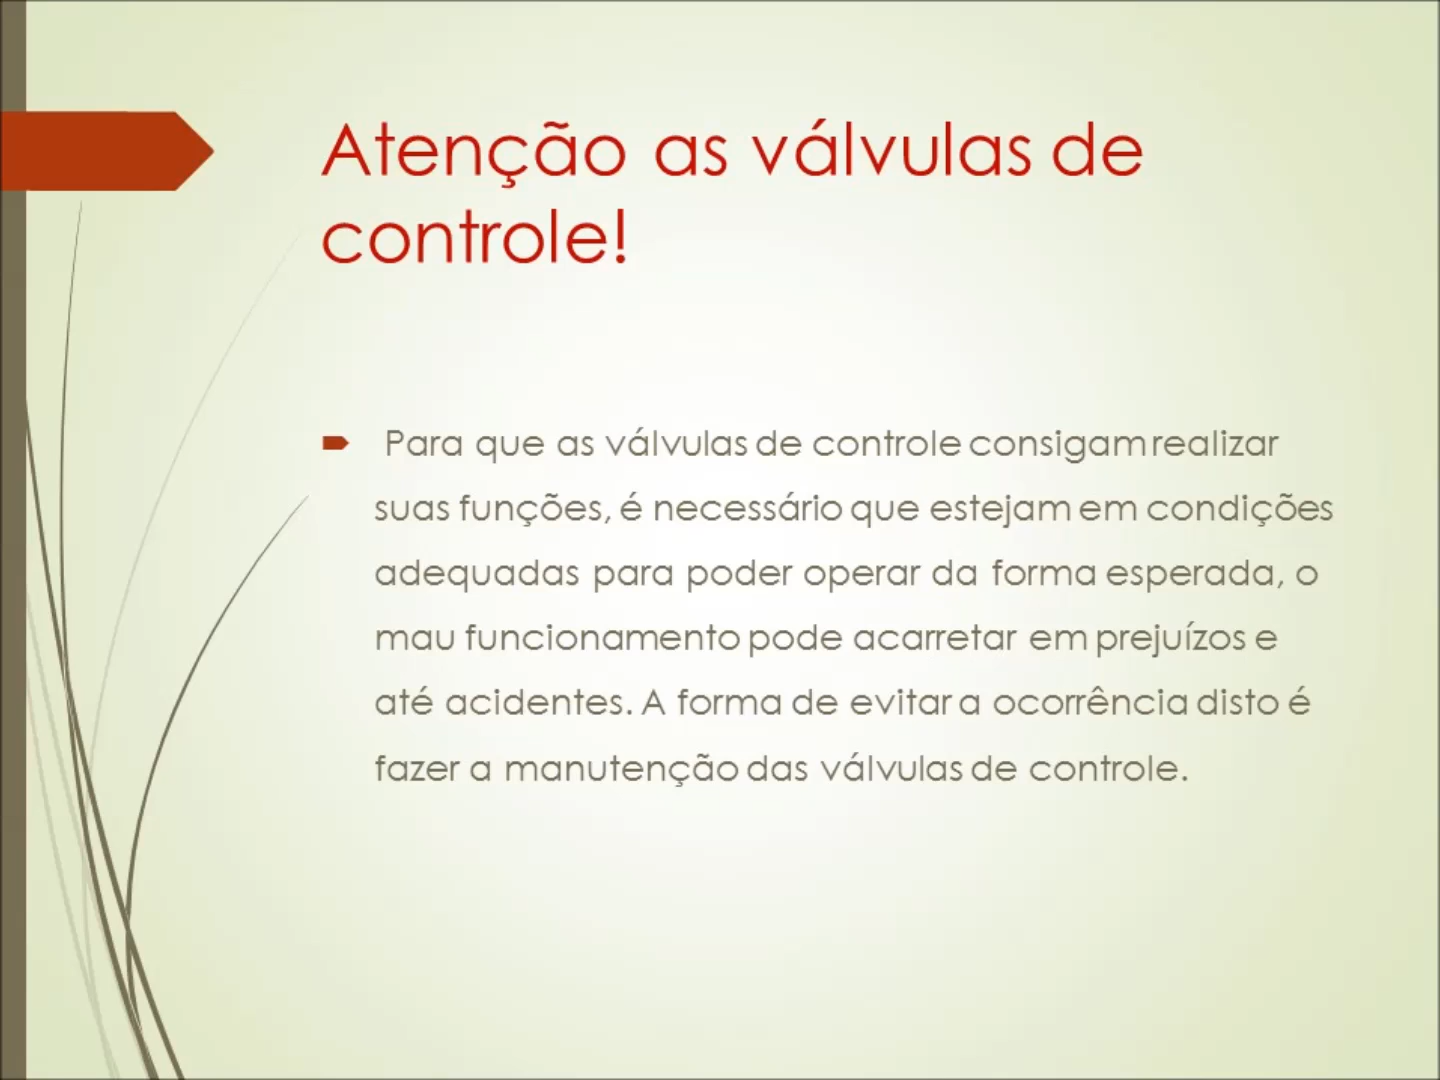 Atenção as válvulas de
controle!
Para que as válvulas de controle consigam realizar
suas funções, é necessário que estejam em condições
adequadas para poder operar da forma esperada, o
mau funcionamento pode acarretar em prejuízos e
até acidentes. A forma de evitar a ocorrência disto é
fazer a manutenção das válvulas de controle.